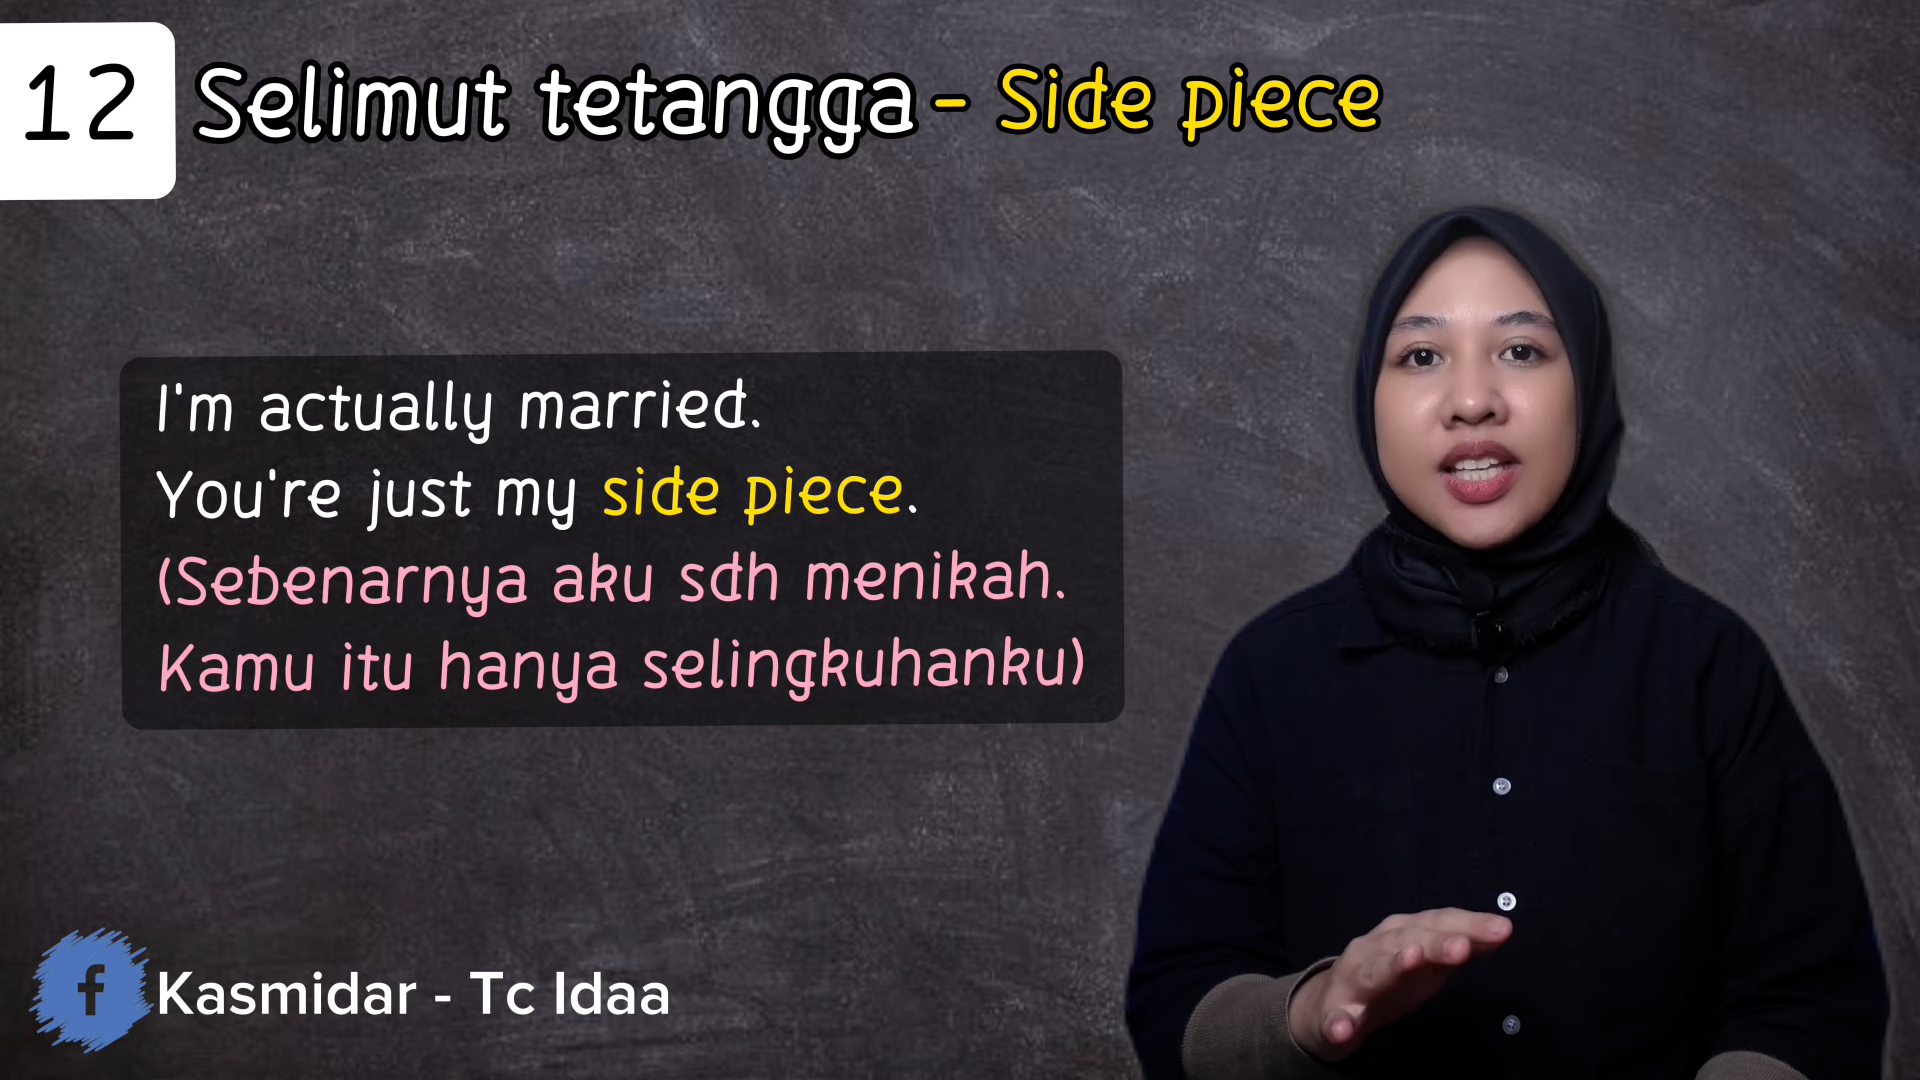 12
Selimut tetangga - Side piece
I'm actually married.
You're just my side piece.
(Sebenarnya aku sdh menikah.
Kamu itu hanya selingkuhanku)
f Kasmidar - Tc Idaa